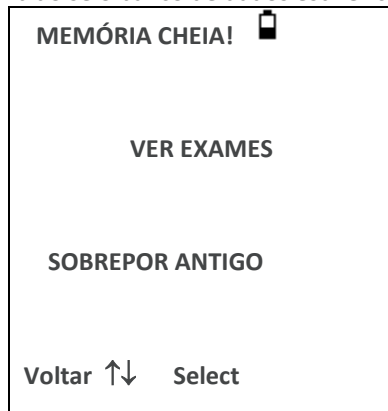 MEMÓRIA CHEIA!
VER EXAMES
SOBREPOR ANTIGO
Voltar ↑↓ Select